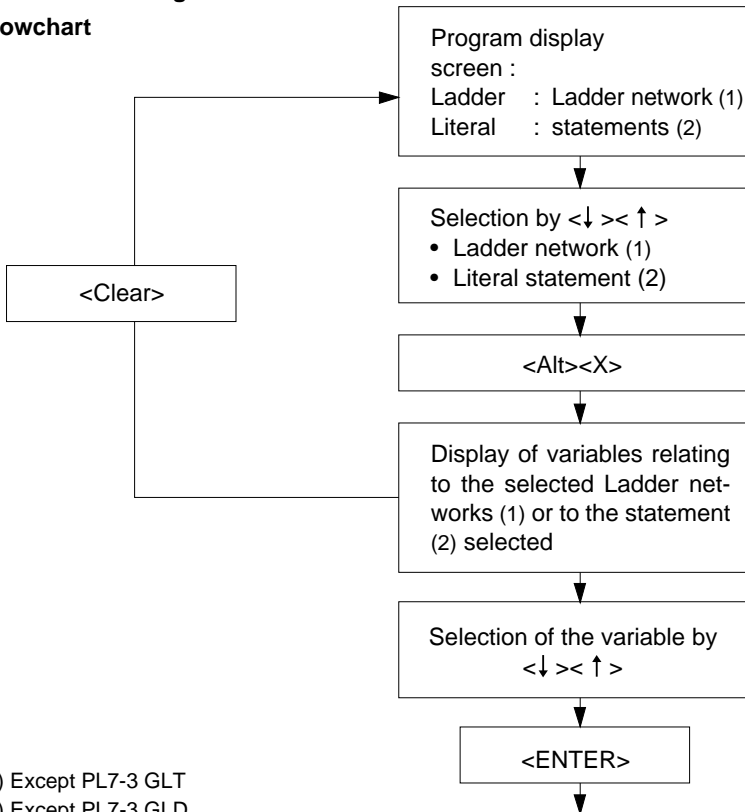 owchart
Program display
screen :
Ladder : Ladder network (1)
Literal : statements (2)
Selection by <↓ >< ↑ >
• Ladder network (1)
• Literal statement (2)
<Clear>
<Alt><X>
Display of variables relating
to the selected Ladder net-
works (1) or to the statement
(2) selected
Selection of the variable by
<↓ >< ↑ >
<ENTER>
) Except PL7-3 GLT
) Except PL7-3 GLD